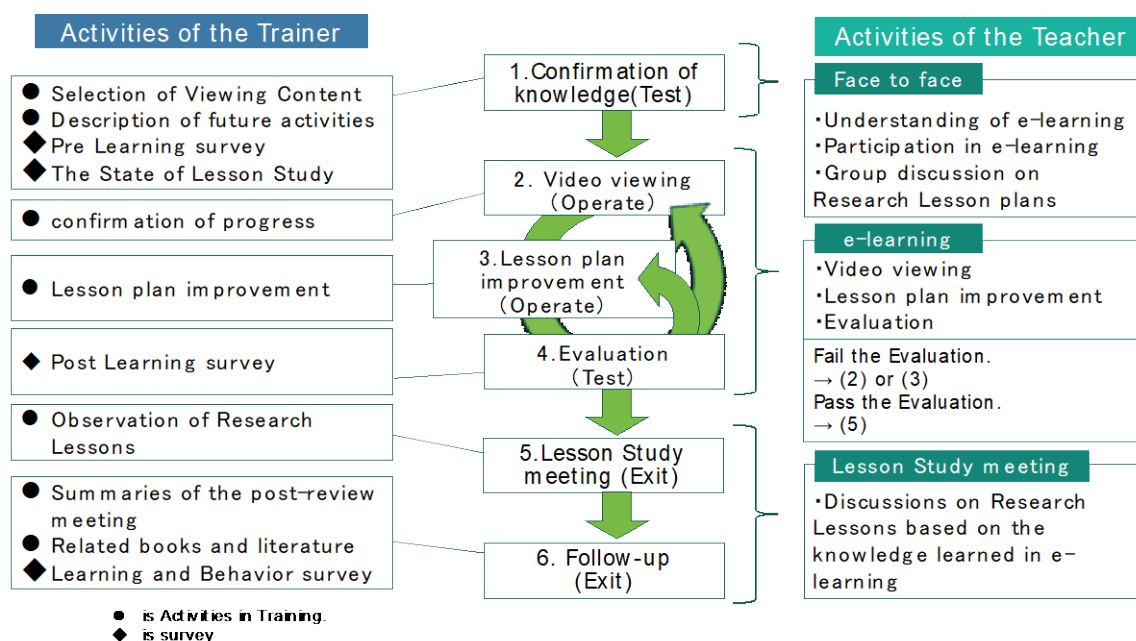 Activities of the Trainer
● Selection of Viewing Content
● Description of future activities
◆ Pre Learning survey
◆ The State of Lesson Study
● confirmation of progress
● Lesson plan improvement
◆ Post Learning survey
● Observation of Research
Lessons
● Summaries of the post-review
meeting
● Related books and literature
◆ Learning and Behavior survey
● is Activities in Training.
◆ is survey
1.Confirmation of
knowledge(Test)
2. Video viewing
(Operate)
3.Lesson plan
improvement
(Operate)
4.Evaluation
(Test)
5.Lesson Study
meeting (Exit)
6. Follow-up
(Exit)
Activities of the Teacher
Face to face
・Understanding of e-learning
・Participation in e-learning
・Group discussion on
Research Lesson plans
e-learning
・Video viewing
・Lesson plan improvement
・Evaluation
Fail the Evaluation.
→ (2) or (3)
Pass the Evaluation.
→ (5)
Lesson Study meeting
・Discussions on Research
Lessons based on the
knowledge learned in e-
learning